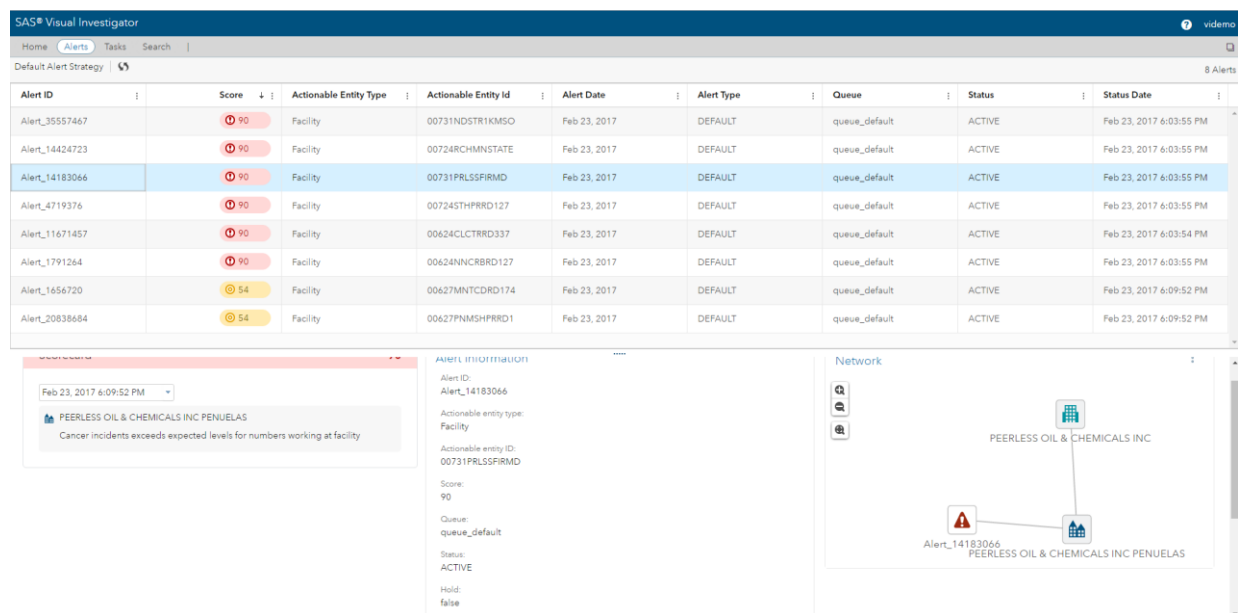 SAS® Visual Investigator
? videmo
Home Alerts Tasks Search
Default Alert Strategy
8 Alerts
Alert ID Score Actionable Entity Type Actionable Entity Id Alert Date Alert Type Queue Status Status Date
Alert_35557467 90 Facility 00731NDSTR1KMSO Feb 23, 2017 DEFAULT queue_default ACTIVE Feb 23, 2017 6:03:55 PM
Alert_14424723 90 Facility 00724RCHMNSTATE Feb 23, 2017 DEFAULT queue_default ACTIVE Feb 23, 2017 6:03:55 PM
Alert_14183066 90 Facility 00731PRLSSFIRMD Feb 23, 2017 DEFAULT queue_default ACTIVE Feb 23, 2017 6:03:55 PM
Alert_4719376 90 Facility 00724STHPRRD127 Feb 23, 2017 DEFAULT queue_default ACTIVE Feb 23, 2017 6:03:55 PM
Alert_11671457 90 Facility 00624CLCTRRD337 Feb 23, 2017 DEFAULT queue_default ACTIVE Feb 23, 2017 6:03:54 PM
Alert_1791264 90 Facility 00624NNCRBRD127 Feb 23, 2017 DEFAULT queue_default ACTIVE Feb 23, 2017 6:03:55 PM
Alert_1656720 54 Facility 00627MNTCDRD174 Feb 23, 2017 DEFAULT queue_default ACTIVE Feb 23, 2017 6:09:52 PM
Alert_20838684 54 Facility 00627PNMSHPRRD1 Feb 23, 2017 DEFAULT queue_default ACTIVE Feb 23, 2017 6:09:52 PM
Scorecard 90
Feb 23, 2017 6:09:52 PM
PEERLESS OIL & CHEMICALS INC PENUELAS
Cancer incidents exceeds expected levels for numbers working at facility
Alert Information
Alert ID:
Alert_14183066
Actionable entity type:
Facility
Actionable entity ID:
00731PRLSSFIRMD
Score:
90
Queue:
queue_default
Status:
ACTIVE
Hold:
false
Network
PEERLESS OIL & CHEMICALS INC
Alert_14183066
PEERLESS OIL & CHEMICALS INC PENUELAS